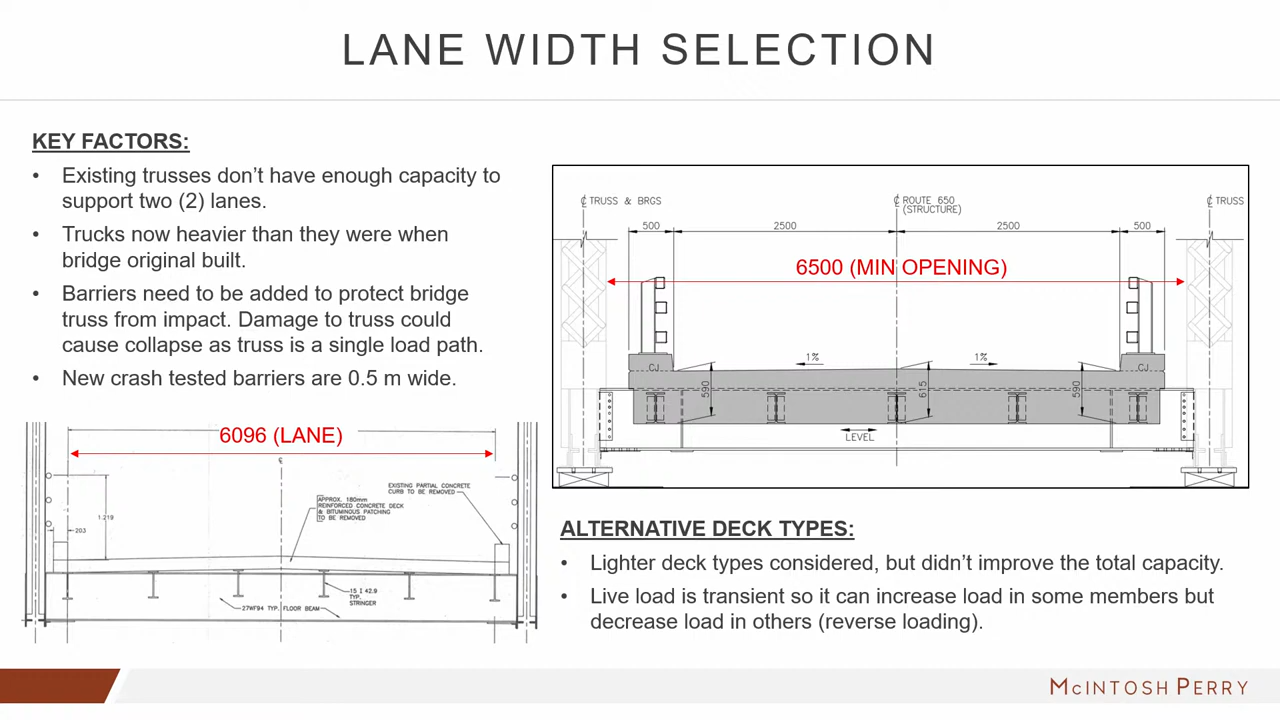 LANE WIDTH SELECTION
KEY FACTORS:
• Existing trusses don’t have enough capacity to
support two (2) lanes.
• Trucks now heavier than they were when
bridge original built.
• Barriers need to be added to protect bridge
truss from impact. Damage to truss could
cause collapse as truss is a single load path.
• New crash tested barriers are 0.5 m wide.
6096 (LANE)
℄
EXISTING PARTIAL CONCRETE
CURB TO BE REMOVED
APPROX. 180mm
REINFORCED CONCRETE DECK
& BITUMINOUS PATCHING
TO BE REMOVED
1.219
203
15 I 42.9
TYP.
STRINGER
27WF94 TYP. FLOOR BEAM
℄ TRUSS & BRGS
℄ ROUTE 650
(STRUCTURE)
℄ TRUSS
500
2500
2500
500
6500 (MIN OPENING)
1%
1%
CJ
CJ
590
615
590
LEVEL
ALTERNATIVE DECK TYPES:
• Lighter deck types considered, but didn’t improve the total capacity.
• Live load is transient so it can increase load in some members but
decrease load in others (reverse loading).
MCINTOSH PERRY